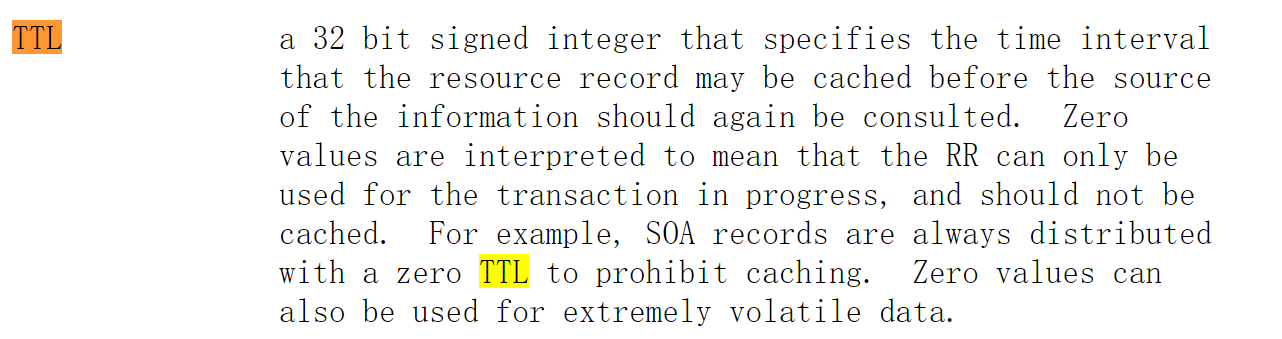 TTL a 32 bit signed integer that specifies the time interval
that the resource record may be cached before the source
of the information should again be consulted.  Zero
values are interpreted to mean that the RR can only be
used for the transaction in progress, and should not be
cached.  For example, SOA records are always distributed
with a zero TTL to prohibit caching.  Zero values can
also be used for extremely volatile data.